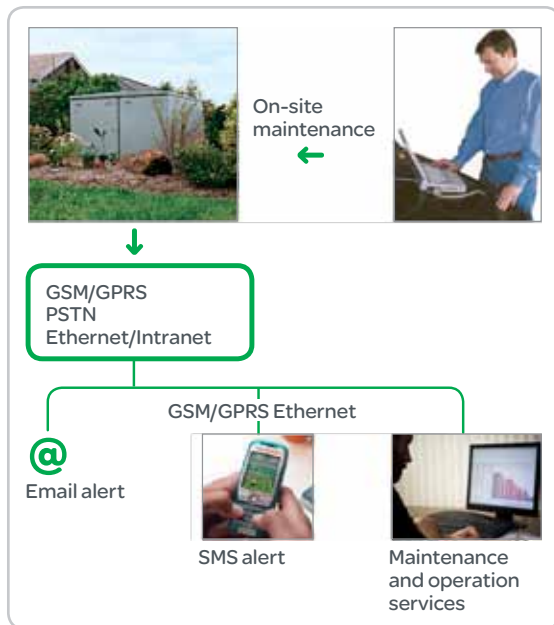 On-site
maintenance
GSM/GPRS
PSTN
Ethernet/Intranet
GSM/GPRS Ethernet
@
Email alert
SMS alert
Maintenance
and operation
services